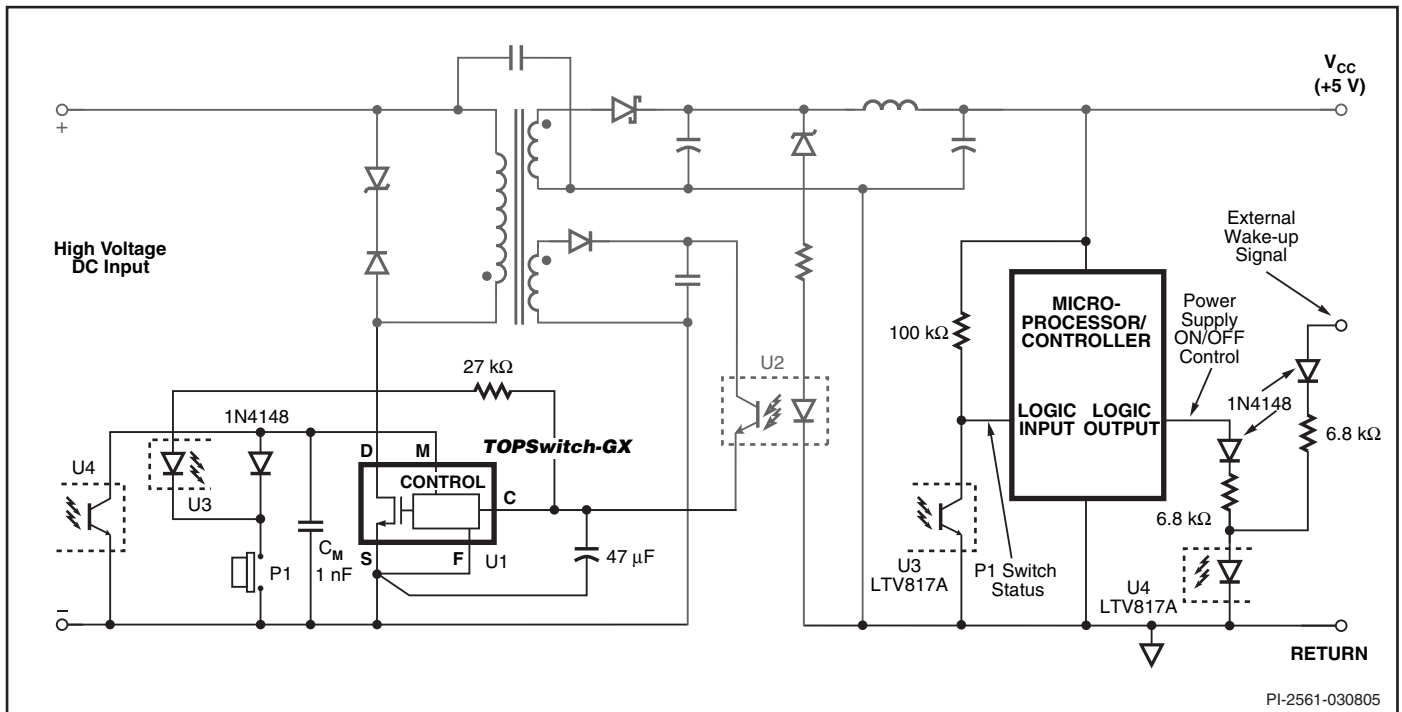 VCC
(+5 V)
+
High Voltage
DC Input
External
Wake-up
Signal
MICRO-
PROCESSOR/
CONTROLLER
Power
Supply
ON/OFF
Control
100 kΩ
27 kΩ
U2
1N4148
1N4148
LOGIC
INPUT
LOGIC
OUTPUT
6.8 kΩ
TOPSwitch-GX
D
M
U4
CONTROL
C
U3
6.8 kΩ
CM
1 nF
S
F
U1
47 µF
P1
U3
LTV817A
P1 Switch
Status
U4
LTV817A
–
RETURN
PI-2561-030805